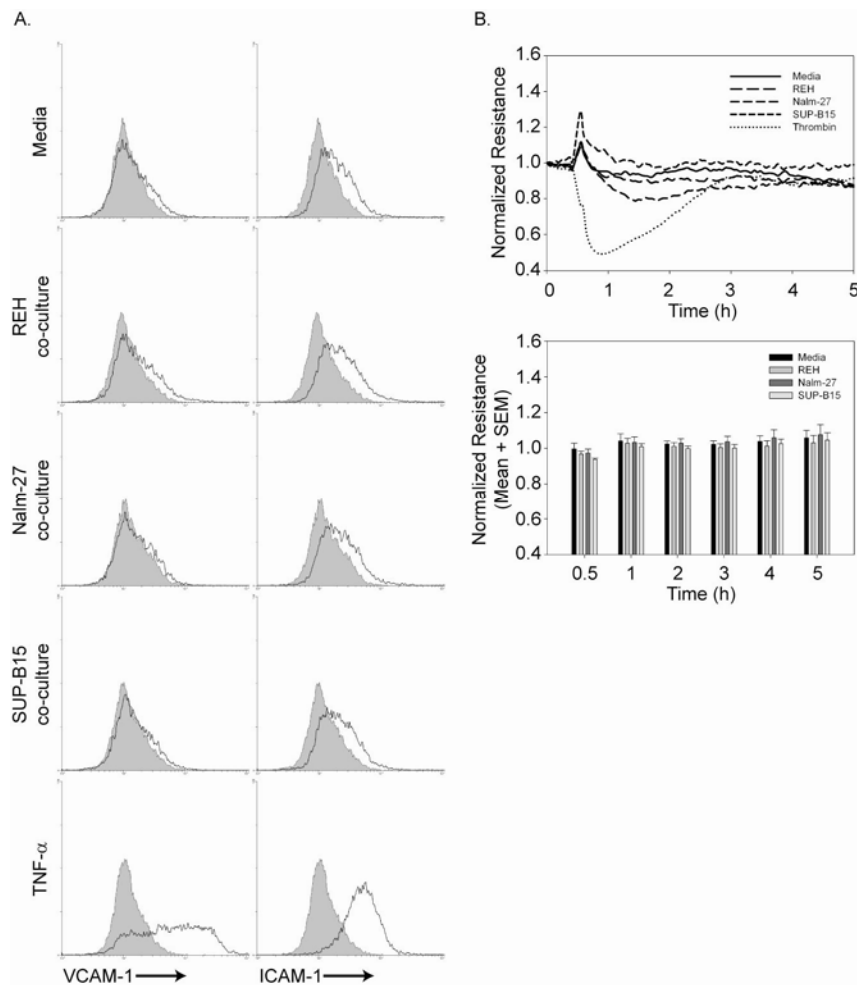 A.
Media
REH
co-culture
Nalm-27
co-culture
SUP-B15
co-culture
TNF-α
VCAM-1
ICAM-1
B.
Normalized Resistance
1.6
1.4
1.2
1.0
0.8
0.6
0.4
Media
REH
Nalm-27
SUP-B15
Thrombin
0
1
2
3
4
5
Time (h)
Normalized Resistance
(Mean + SEM)
1.6
1.4
1.2
1.0
0.8
0.6
0.4
Media
REH
Nalm-27
SUP-B15
0.5
1
2
3
4
5
Time (h)